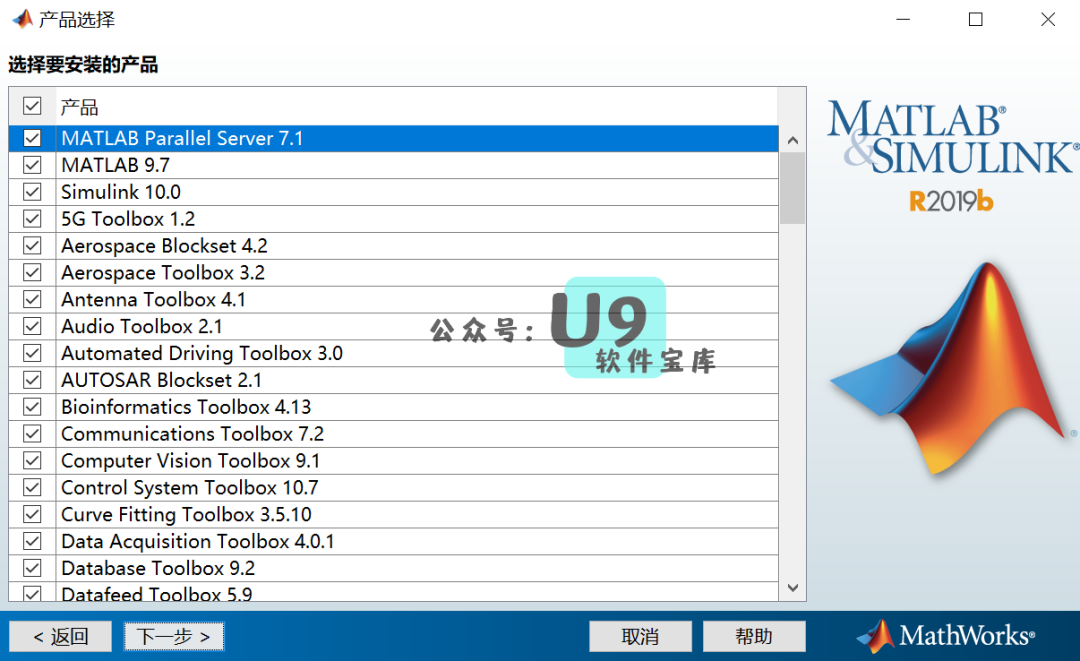 产品选择
选择要安装的产品
产品
MATLAB Parallel Server 7.1
MATLAB 9.7
Simulink 10.0
5G Toolbox 1.2
Aerospace Blockset 4.2
Aerospace Toolbox 3.2
Antenna Toolbox 4.1
Audio Toolbox 2.1
Automated Driving Toolbox 3.0
AUTOSAR Blockset 2.1
Bioinformatics Toolbox 4.13
Communications Toolbox 7.2
Computer Vision Toolbox 9.1
Control System Toolbox 10.7
Curve Fitting Toolbox 3.5.10
Data Acquisition Toolbox 4.0.1
Database Toolbox 9.2
Datafeed Toolbox 5.9
公众号：U9
软件宝库
MATLAB®
&SIMULINK®
R2019b
®
< 返回
下一步 >
取消
帮助
MathWorks®